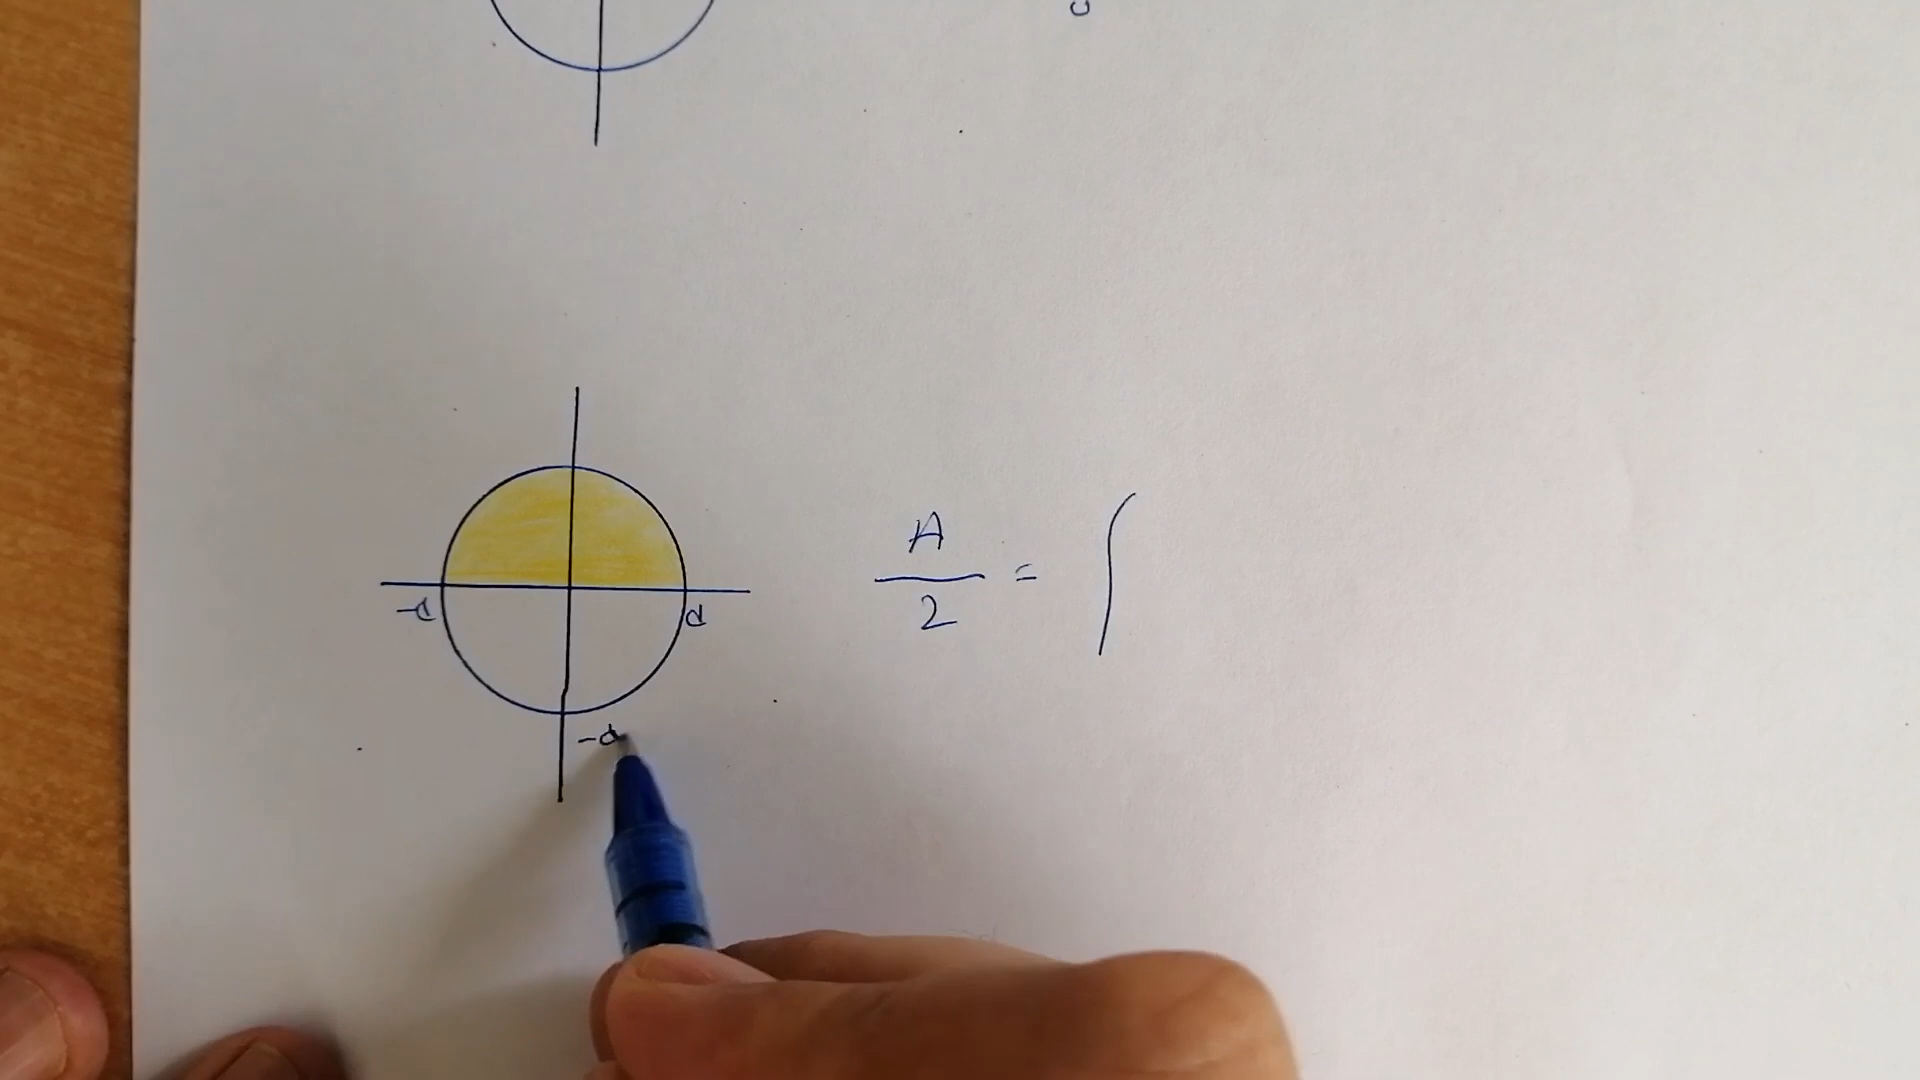 A
— = ∫
2
-a a
-a